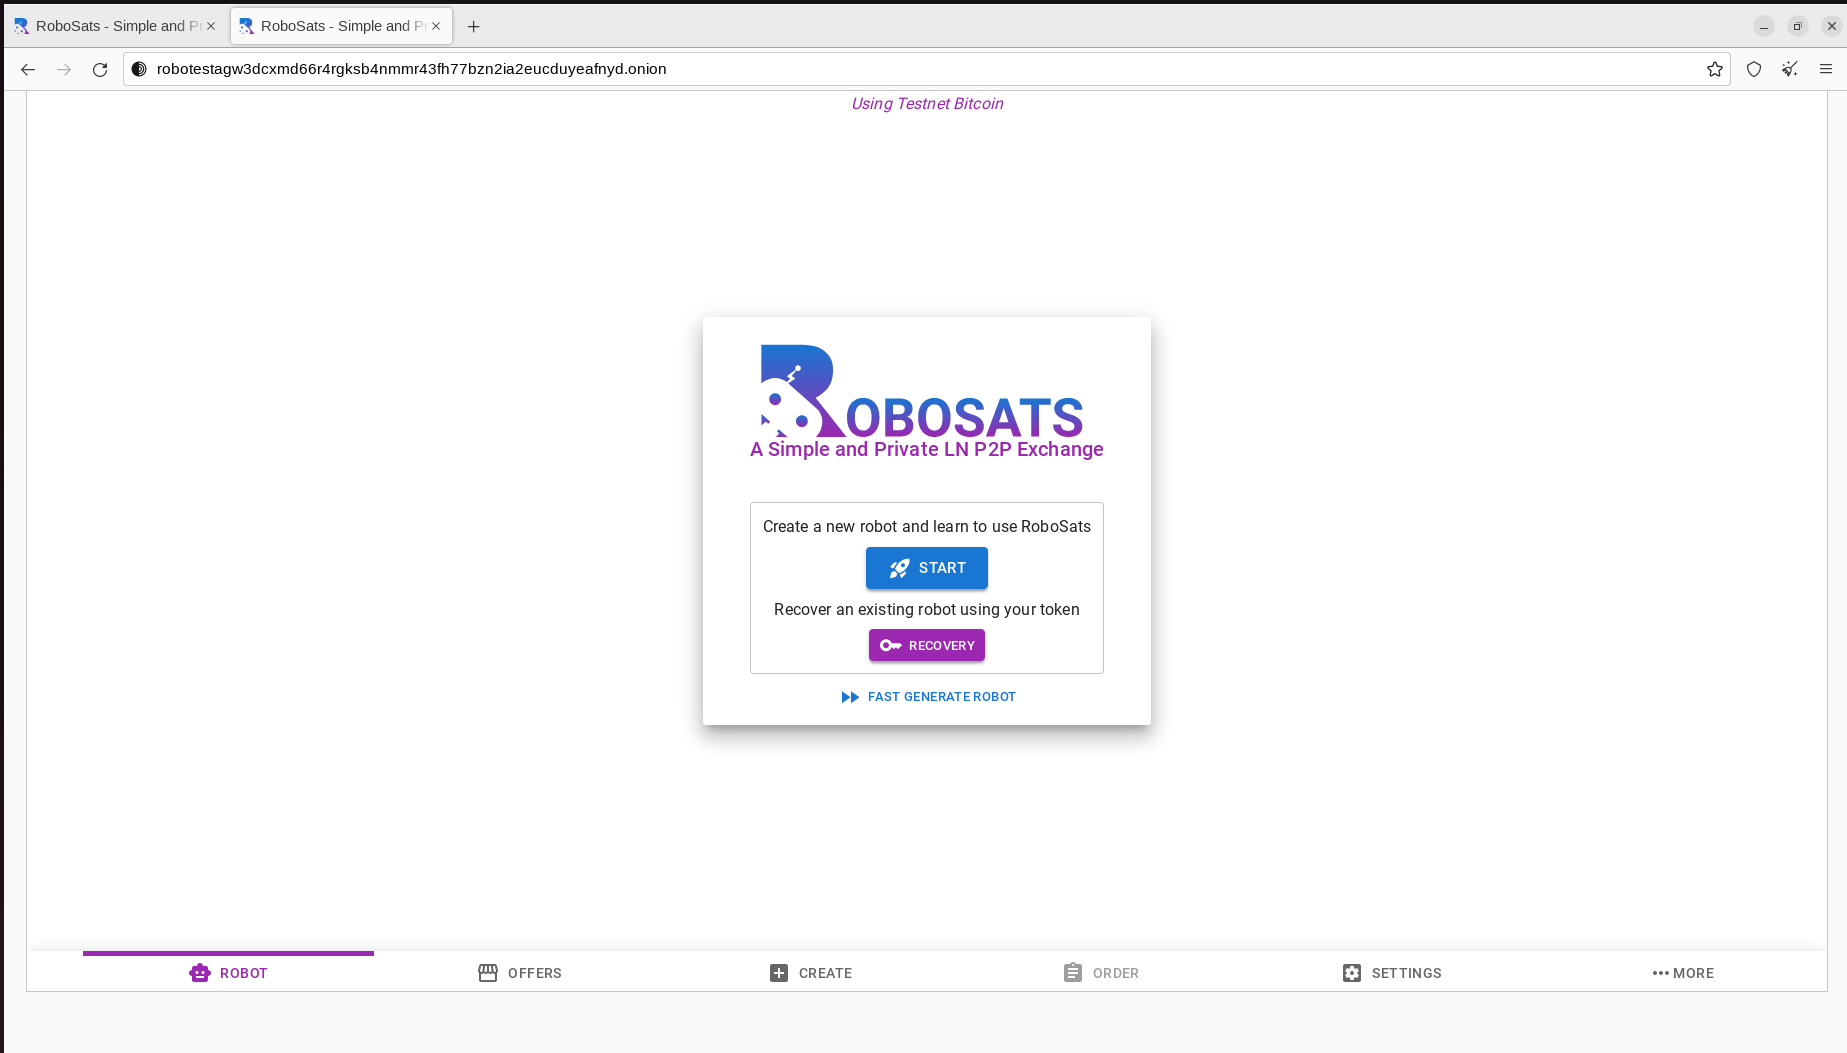 RoboSats - Simple and Pr
RoboSats - Simple and Pr
robotestagw3dcxmd66r4rgksb4nmmr43fh77bzn2ia2eucduyeafnyd.onion
Using Testnet Bitcoin
ROBOSATS
A Simple and Private LN P2P Exchange
Create a new robot and learn to use RoboSats
START
Recover an existing robot using your token
RECOVERY
FAST GENERATE ROBOT
ROBOT
OFFERS
CREATE
ORDER
SETTINGS
MORE